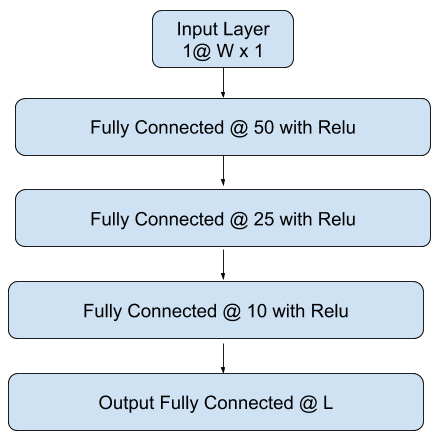 Input Layer
1@ W x 1
Fully Connected @ 50 with Relu
Fully Connected @ 25 with Relu
Fully Connected @ 10 with Relu
Output Fully Connected @ L